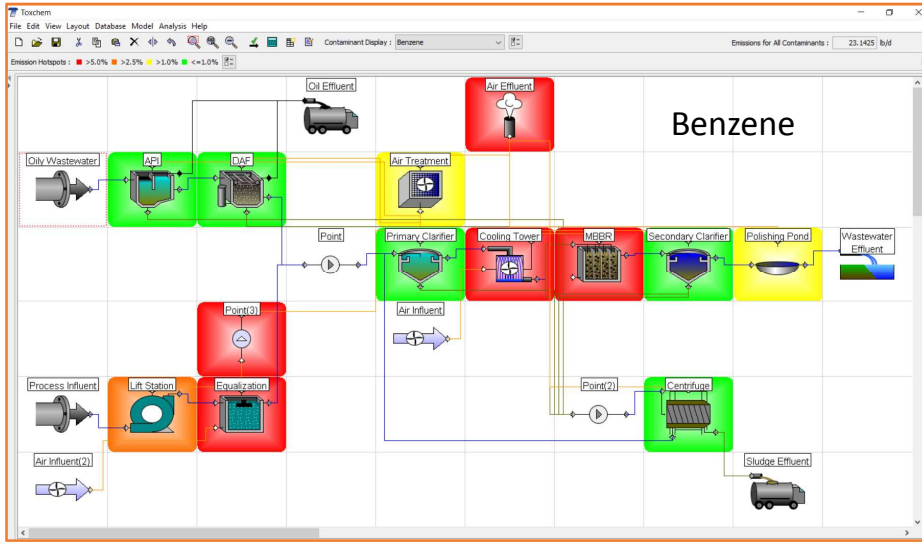 Toxchem
File Edit View Layout Database Model Analysis Help
Contaminant Display : Benzene
Emissions for All Contaminants : 23.1425 lb/d
Emission Hotspots : >5.0% >2.5% >1.0% <=1.0%
Oil Effluent
Air Effluent
Benzene
Oily Wastewater
API
DAF
Air Treatment
Point
Primary Clarifier
Cooling Tower
MBBR
Secondary Clarifier
Polishing Pond
Wastewater
Effluent
Point(3)
Air Influent
Process Influent
Lift Station
Equalization
Point(2)
Centrifuge
Air Influent(2)
Sludge Effluent